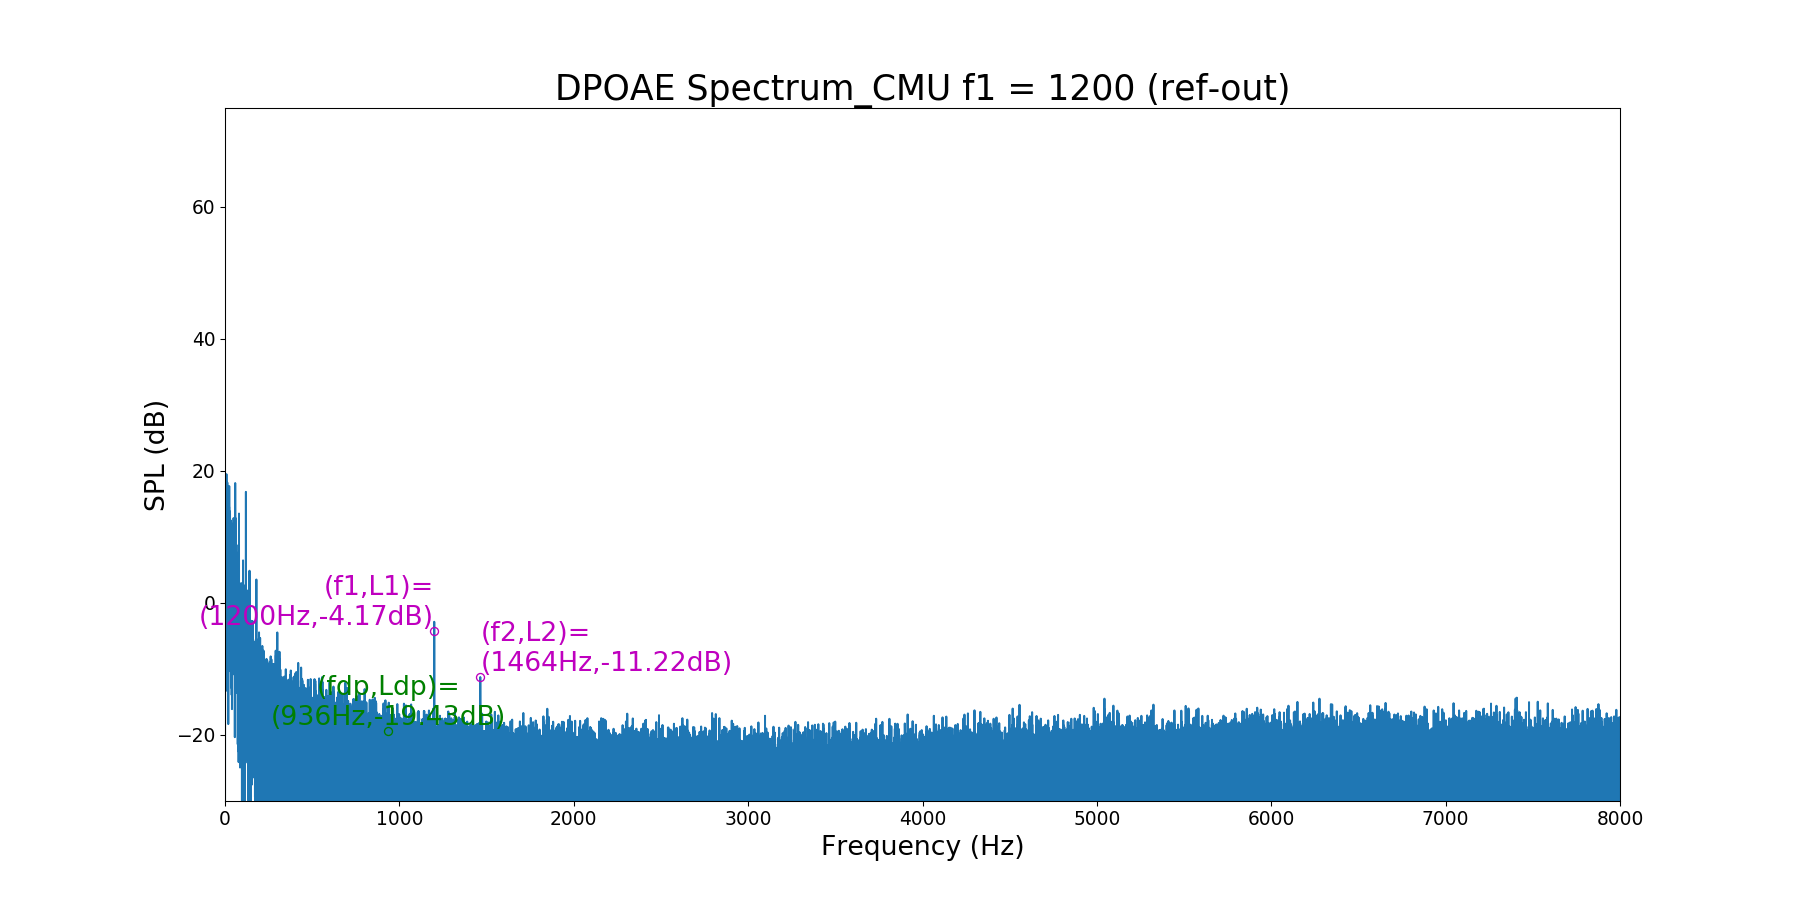 DPOAE Spectrum_CMU f1 = 1200 (ref-out)
60
40
20
0
−20
SPL (dB)
(f1,L1)=
(1200Hz,-4.17dB)
(f2,L2)=
(1464Hz,-11.22dB)
(fdp,Ldp)=
(936Hz,-19.43dB)
0 1000 2000 3000 4000 5000 6000 7000 8000
Frequency (Hz)